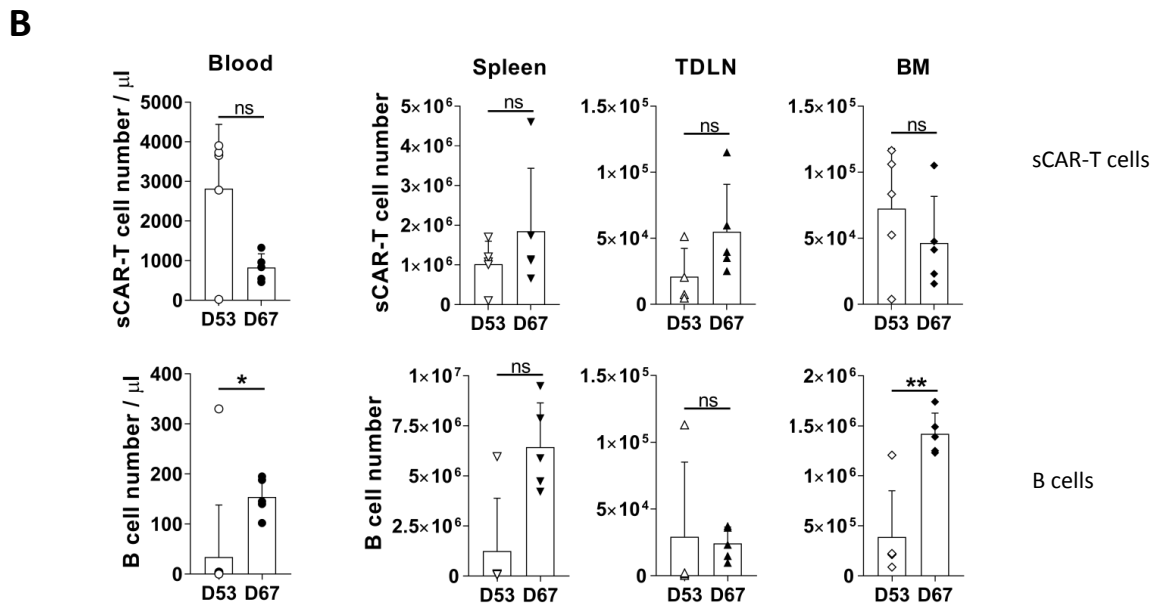 B
Blood
Spleen
TDLN
BM
sCAR-T cell number / μl
5000
4000
3000
2000
1000
0
ns
D53 D67
sCAR-T cell number
5×10⁶
4×10⁶
3×10⁶
2×10⁶
1×10⁶
0
ns
D53 D67
1.5×10⁵
1×10⁵
5×10⁴
0
ns
D53 D67
1.5×10⁵
1×10⁵
5×10⁴
0
ns
D53 D67
sCAR-T cells
B cell number / μl
400
300
200
100
0
*
D53 D67
B cell number
1×10⁷
7.5×10⁶
5×10⁶
2.5×10⁶
0
ns
D53 D67
1.5×10⁵
1×10⁵
5×10⁴
0
ns
D53 D67
2×10⁶
1.5×10⁶
1×10⁶
5×10⁵
0
**
D53 D67
B cells